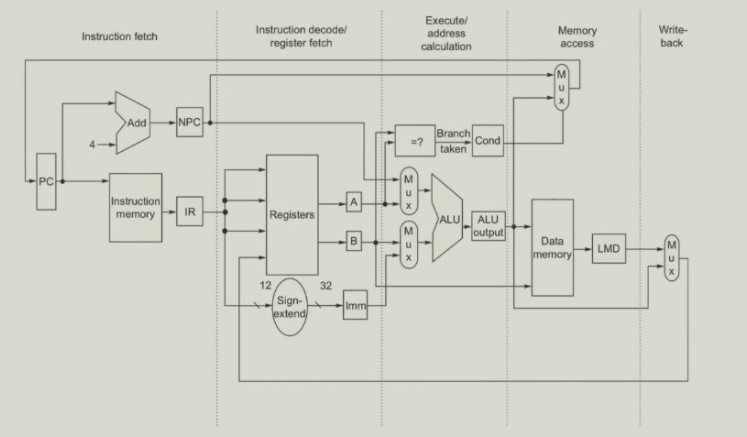 Instruction fetch
Instruction decode/
register fetch
Execute/
address
calculation
Memory
access
Write-
back
M
u
x
Add
NPC
4
=?
Branch
taken
Cond
PC
Instruction
memory
IR
Registers
A
B
M
u
x
M
u
x
ALU
ALU
output
Data
memory
LMD
M
u
x
12
Sign-
extend
32
Imm